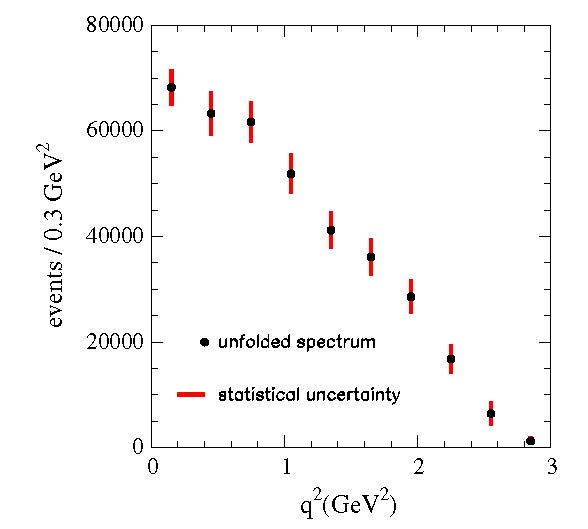 80000
60000
40000
20000
0
events / 0.3 GeV²
unfolded spectrum
statistical uncertainty
0 1 2 3
q²(GeV²)